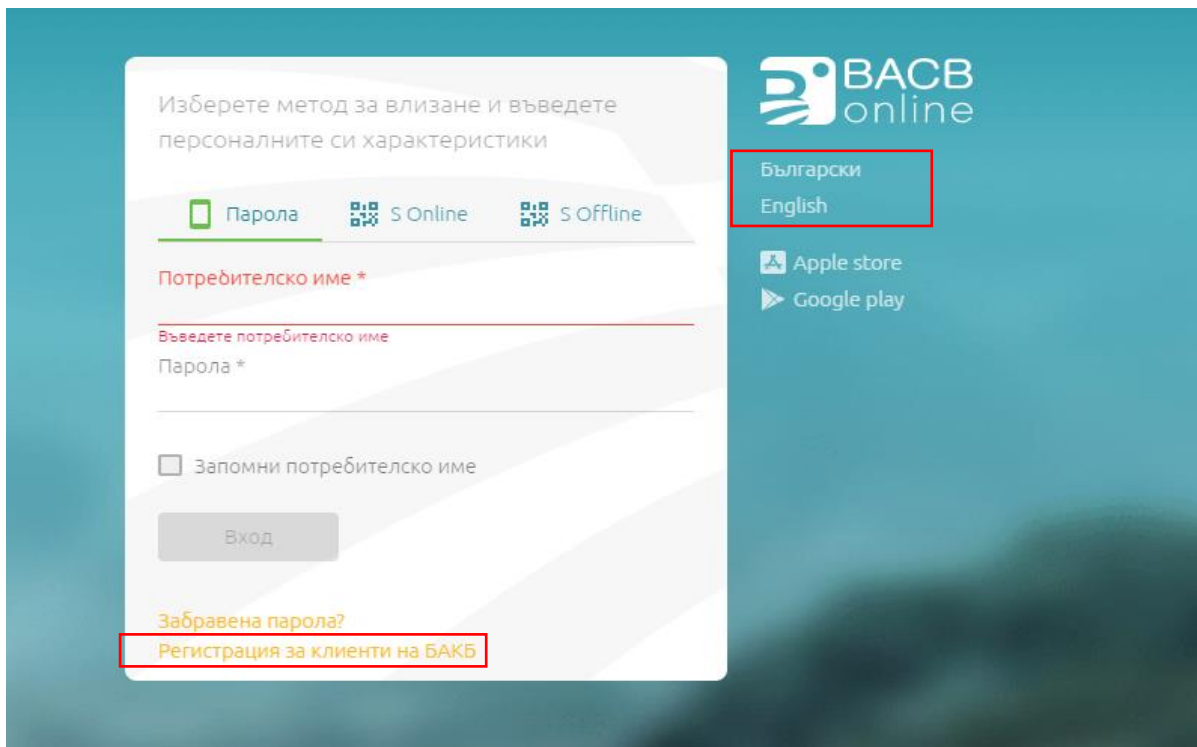 Изберете метод за влизане и въведете
персоналните си характеристики
Парола
S Online
S Offline
Потребителско име *
Въведете потребителско име
Парола *
Запомни потребителско име
Вход
Забравена парола?
Регистрация за клиенти на БАКБ
BACB
online
Български
English
Apple store
Google play